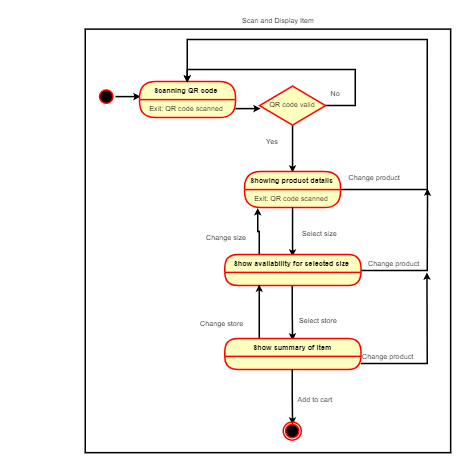 Scan and Display Item
Scanning QR code
Exit: QR code scanned
QR code valid
No
Yes
Showing product details
Exit: QR code scanned
Change product
Change size
Select size
Show availability for selected size
Change product
Change store
Select store
Show summary of item
Change product
Add to cart